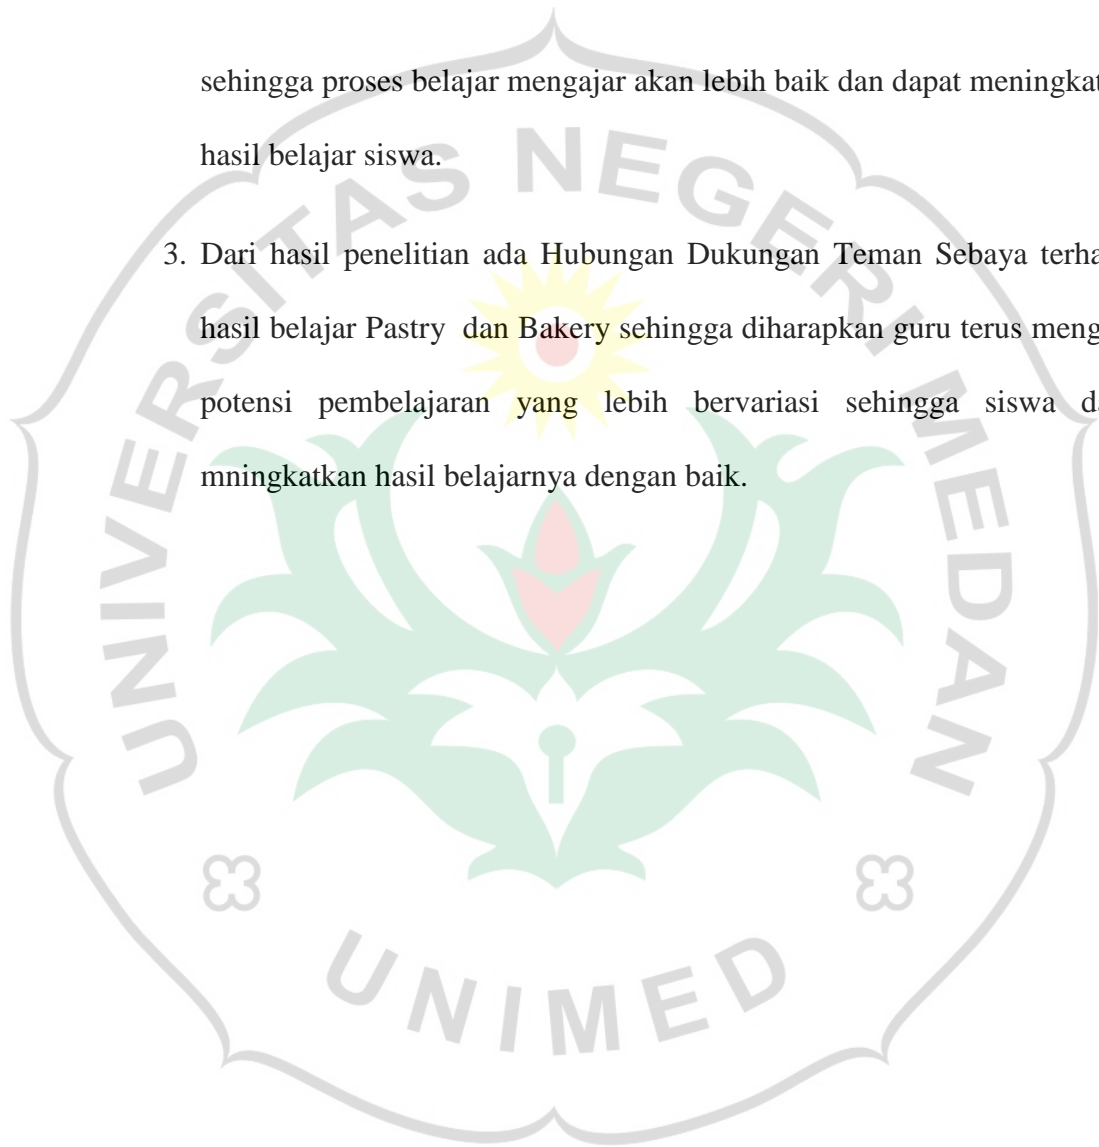 sehingga proses belajar mengajar akan lebih baik dan dapat meningkat
hasil belajar siswa.
3. Dari hasil penelitian ada Hubungan Dukungan Teman Sebaya terha
hasil belajar Pastry dan Bakery sehingga diharapkan guru terus meng
potensi pembelajaran yang lebih bervariasi sehingga siswa da
mningkatkan hasil belajarnya dengan baik.
UNIVERSITAS NEGERI MEDAN
UNIMED